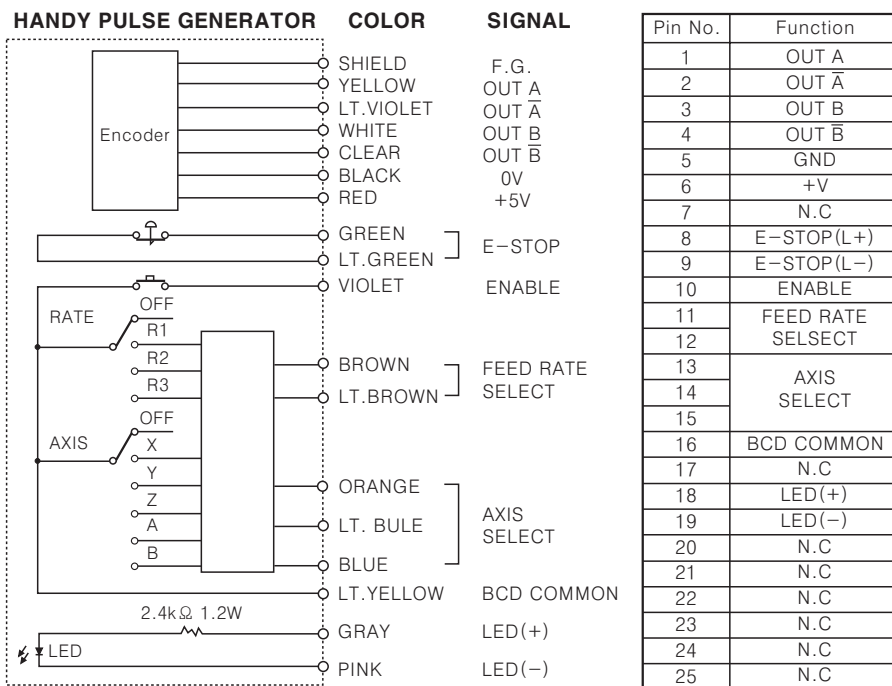 HANDY PULSE GENERATOR COLOR SIGNAL
Encoder
SHIELD F.G.
YELLOW OUT A
LT.VIOLET OUT A̅
WHITE OUT B
CLEAR OUT B̅
BLACK 0V
RED +5V
GREEN
E-STOP
LT.GREEN
VIOLET ENABLE
RATE
OFF
R1
R2
R3
BROWN
LT.BROWN
FEED RATE
SELECT
AXIS
OFF
X
Y
Z
A
B
ORANGE
LT. BULE
BLUE
AXIS
SELECT
LT.YELLOW BCD COMMON
2.4kΩ 1.2W
GRAY LED(+)
LED
PINK LED(-)
Pin No. Function
1 OUT A
2 OUT A̅
3 OUT B
4 OUT B̅
5 GND
6 +V
7 N.C
8 E-STOP(L+)
9 E-STOP(L-)
10 ENABLE
11 FEED RATE
12 SELSECT
13
14
15
AXIS
SELECT
16 BCD COMMON
17 N.C
18 LED(+)
19 LED(-)
20 N.C
21 N.C
22 N.C
23 N.C
24 N.C
25 N.C